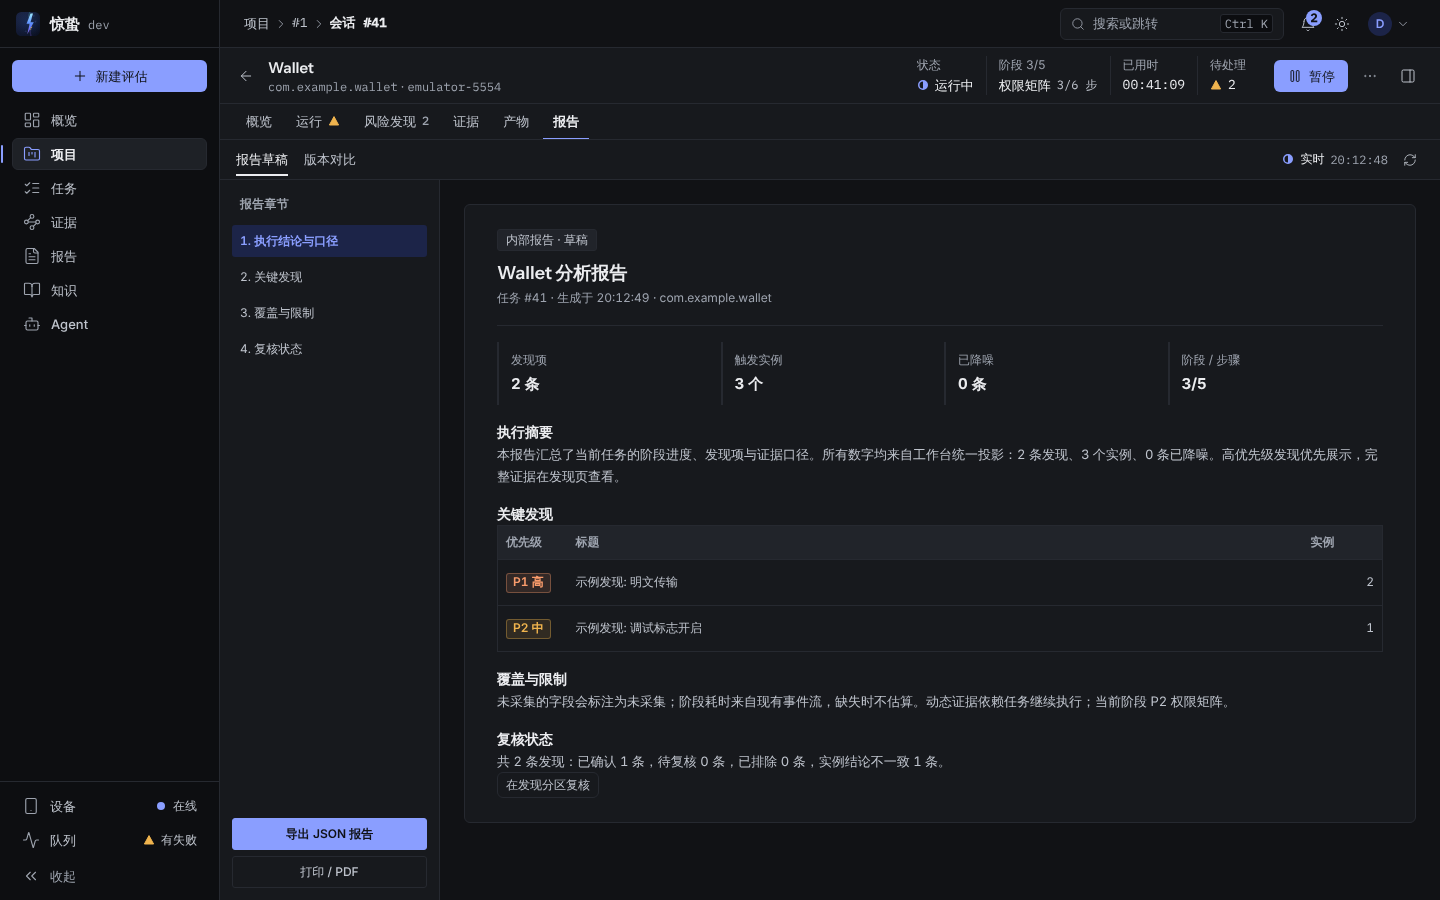 惊蛰 dev
项目 > #1 > 会话 #41
搜索或跳转 Ctrl K
2
D
新建评估
概览
项目
任务
证据
报告
知识
Agent
设备 在线
队列 有失败
收起
Wallet
com.example.wallet · emulator-5554
状态
运行中
阶段 3/5
权限矩阵 3/6 步
已用时
00:41:09
待处理
2
暂停
概览 运行 风险发现 2 证据 产物 报告
报告草稿 版本对比
实时 20:12:48
报告章节
1. 执行结论与口径
2. 关键发现
3. 覆盖与限制
4. 复核状态
导出 JSON 报告
打印 / PDF
内部报告 · 草稿
Wallet 分析报告
任务 #41 · 生成于 20:12:49 · com.example.wallet
发现项
2 条
触发实例
3 个
已降噪
0 条
阶段 / 步骤
3/5
执行摘要
本报告汇总了当前任务的阶段进度、发现项与证据口径。所有数字均来自工作台统一投影：2 条发现、3 个实例、0 条已降噪。高优先级发现优先展示，完
整证据在发现页查看。
关键发现
优先级 标题 实例
P1 高 示例发现: 明文传输 2
P2 中 示例发现: 调试标志开启 1
覆盖与限制
未采集的字段会标注为未采集；阶段耗时来自现有事件流，缺失时不估算。动态证据依赖任务继续执行；当前阶段 P2 权限矩阵。
复核状态
共 2 条发现：已确认 1 条，待复核 0 条，已排除 0 条，实例结论不一致 1 条。
在发现分区复核